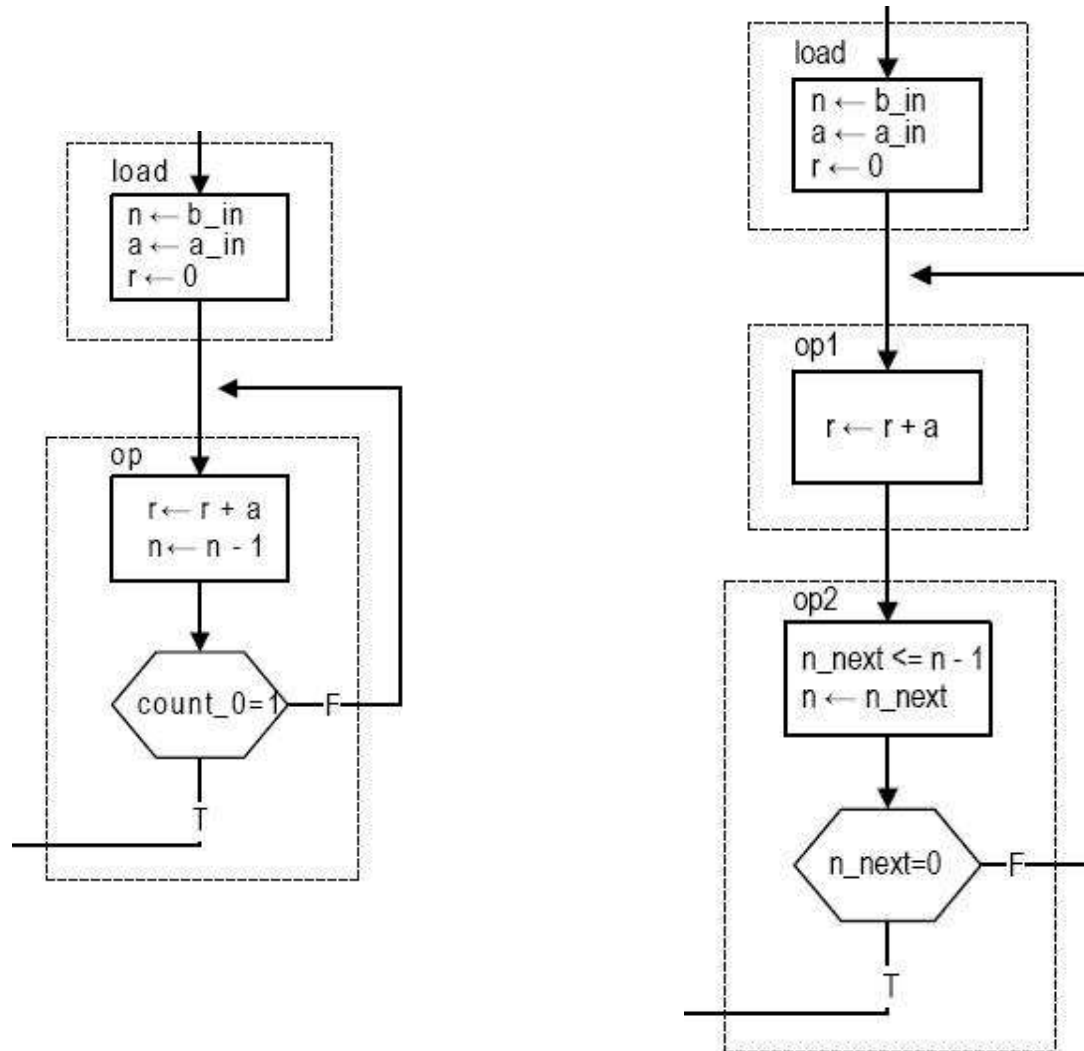 load
n ← b_in
a ← a_in
r ← 0
op
r ← r + a
n ← n - 1
count_0=1
F
T
load
n ← b_in
a ← a_in
r ← 0
op1
r ← r + a
op2
n_next <= n - 1
n ← n_next
n_next=0
F
T